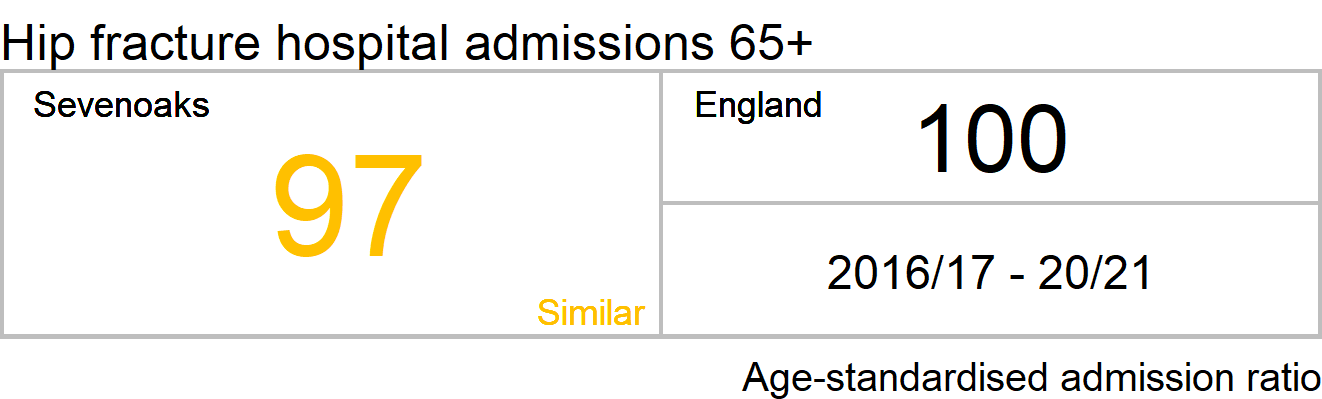 Hip fracture hospital admissions 65+
Sevenoaks
97
Similar
England
100
2016/17 - 20/21
Age-standardised admission ratio